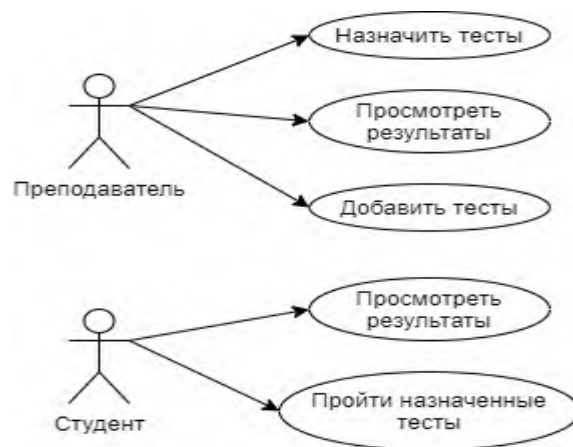 Назначить тесты
Просмотреть
результаты
Преподаватель
Добавить тесты
Просмотреть
результаты
Пройти назначенные
тесты
Студент